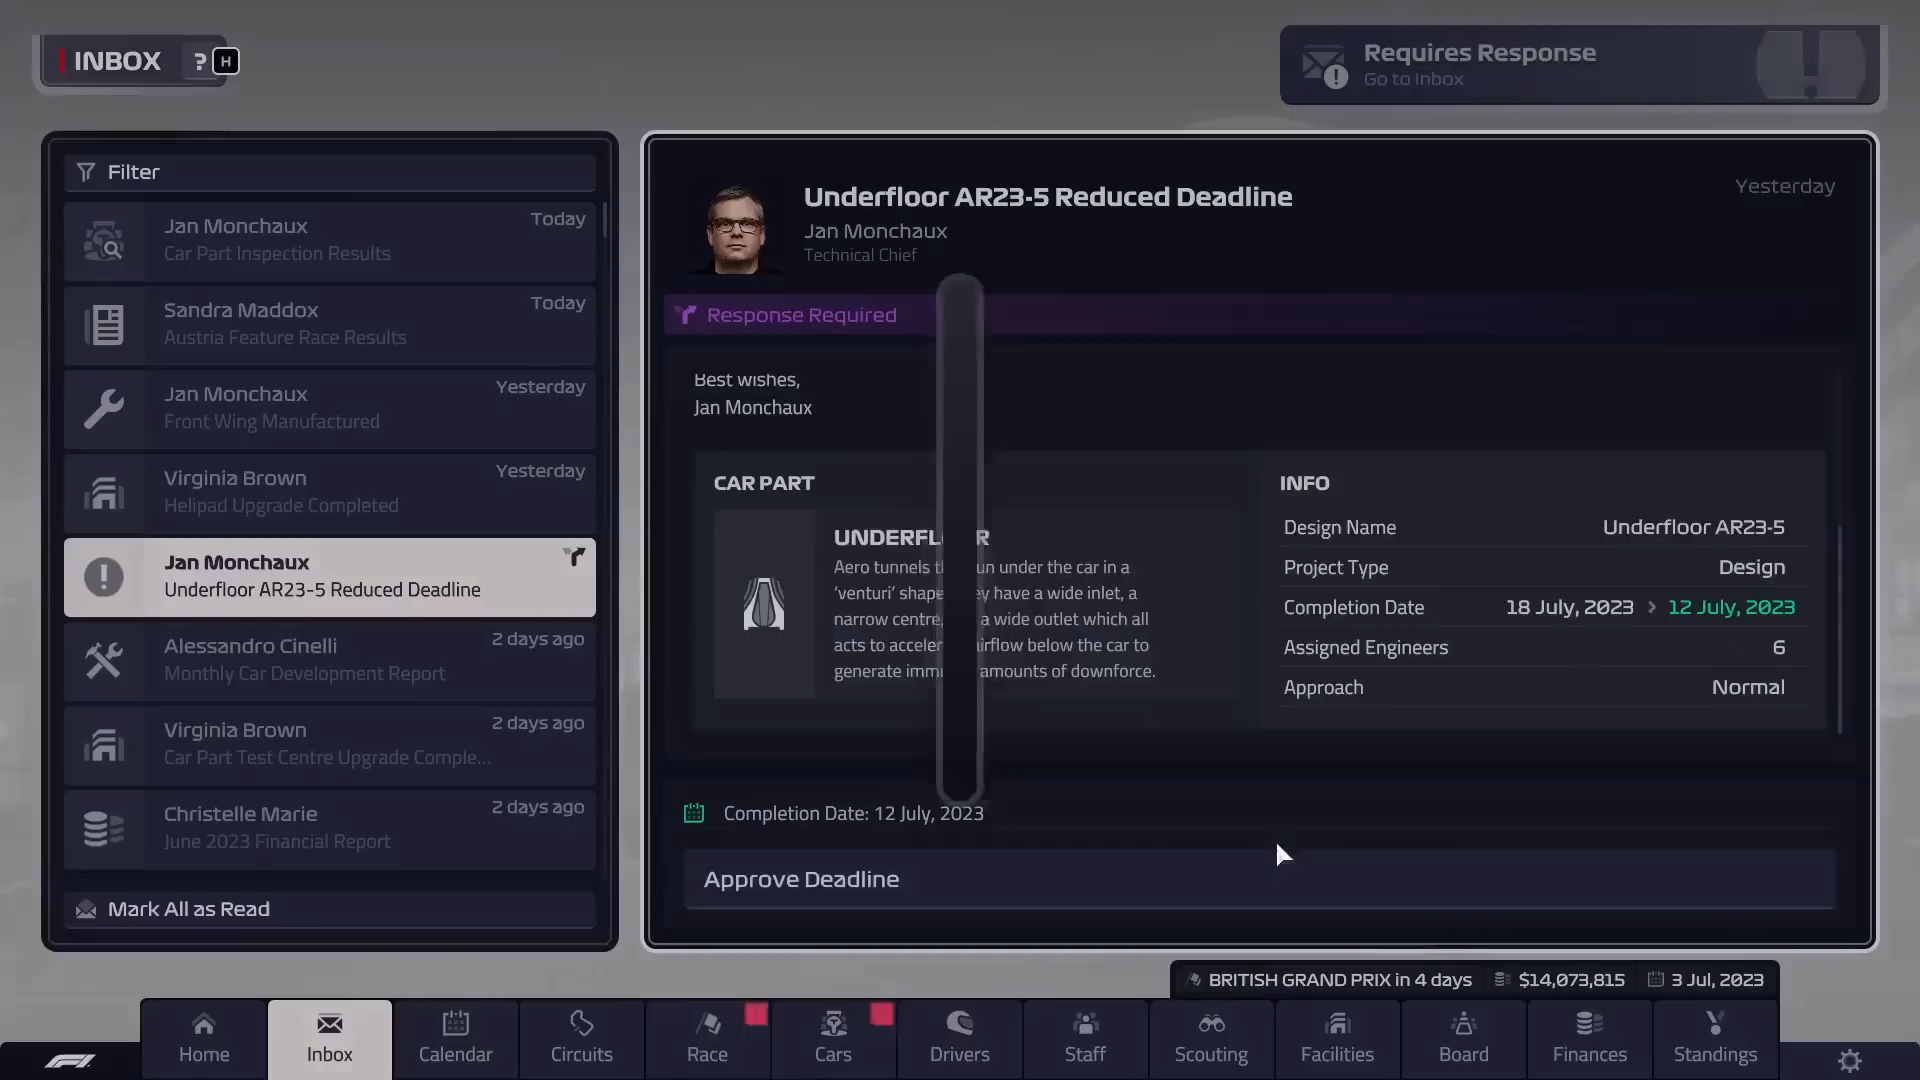 INBOX
? H
Requires Response
Go to Inbox
Filter
Jan Monchaux
Today
Car Part Inspection Results
Sandra Maddox
Today
Austria Feature Race Results
Jan Monchaux
Yesterday
Front Wing Manufactured
Virginia Brown
Yesterday
Helipad Upgrade Completed
Jan Monchaux
Underfloor AR23-5 Reduced Deadline
Alessandro Cinelli
2 days ago
Monthly Car Development Report
Virginia Brown
2 days ago
Car Part Test Centre Upgrade Comple...
Christelle Marie
2 days ago
June 2023 Financial Report
Mark All as Read
Underfloor AR23-5 Reduced Deadline
Yesterday
Jan Monchaux
Technical Chief
Response Required
Best wishes,
Jan Monchaux
CAR PART
Aero tunnels under the car in a
'venturi' shape have a wide inlet, a
narrow centre, a wide outlet which all
acts to airflow below the car to
generate amounts of downforce.
INFO
Design Name Underfloor AR23-5
Project Type Design
Completion Date 18 July, 2023 > 12 July, 2023
Assigned Engineers 6
Approach Normal
Completion Date: 12 July, 2023
Approve Deadline
BRITISH GRAND PRIX in 4 days $14,073,815 3 Jul, 2023
Home Inbox Calendar Circuits Race Cars Drivers Staff Scouting Facilities Board Finances Standings